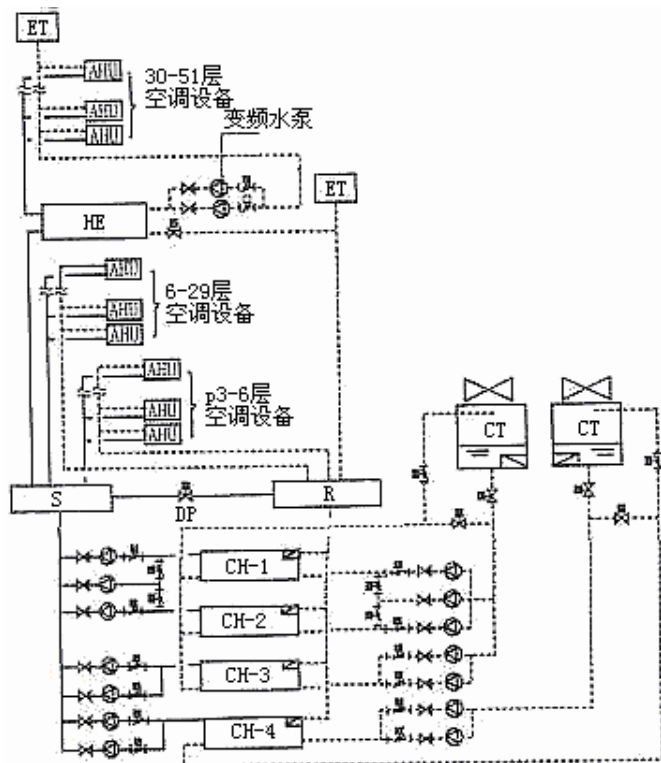 ET
AHU
30-51层
空调设备
AHU
AHU
变频水泵
ET
HE
AHU
6-29层
空调设备
AHU
AHU
AHU
p3-6层
空调设备
AHU
AHU
CT
CT
S
R
DP
CH-1
CH-2
CH-3
CH-4